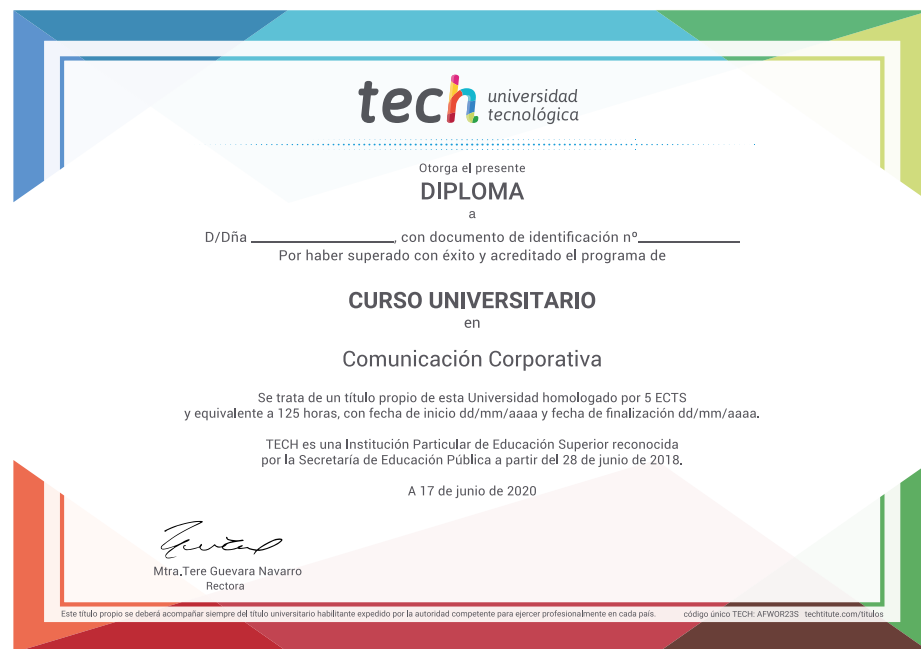 tech universidad
tecnológica
Otorga el presente
DIPLOMA
a
D/Dña ________________, con documento de identificación nº____________
Por haber superado con éxito y acreditado el programa de
CURSO UNIVERSITARIO
en
Comunicación Corporativa
Se trata de un título propio de esta Universidad homologado por 5 ECTS
y equivalente a 125 horas, con fecha de inicio dd/mm/aaaa y fecha de finalización dd/mm/aaaa.
TECH es una Institución Particular de Educación Superior reconocida
por la Secretaría de Educación Pública a partir del 28 de junio de 2018.
A 17 de junio de 2020
Mtra.Tere Guevara Navarro
Rectora
Este título propio se deberá acompañar siempre del título universitario habilitante expedido por la autoridad competente para ejercer profesionalmente en cada país. código único TECH: AFWOR23S techtitute.com/titulos